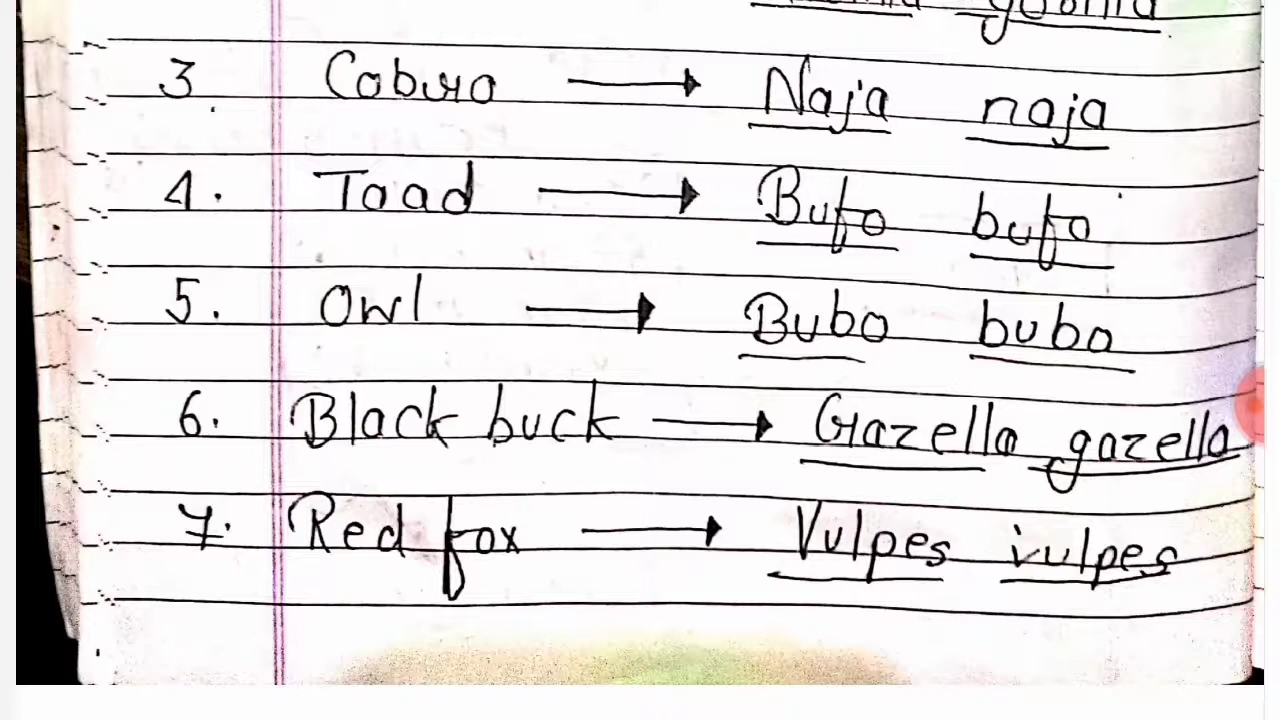 3 Cobra → Naja naja
4. Toad → Bufo bufo
5. Owl → Bubo bubo
6. Black buck → Gazella gazella
7. Red fox → Vulpes vulpes